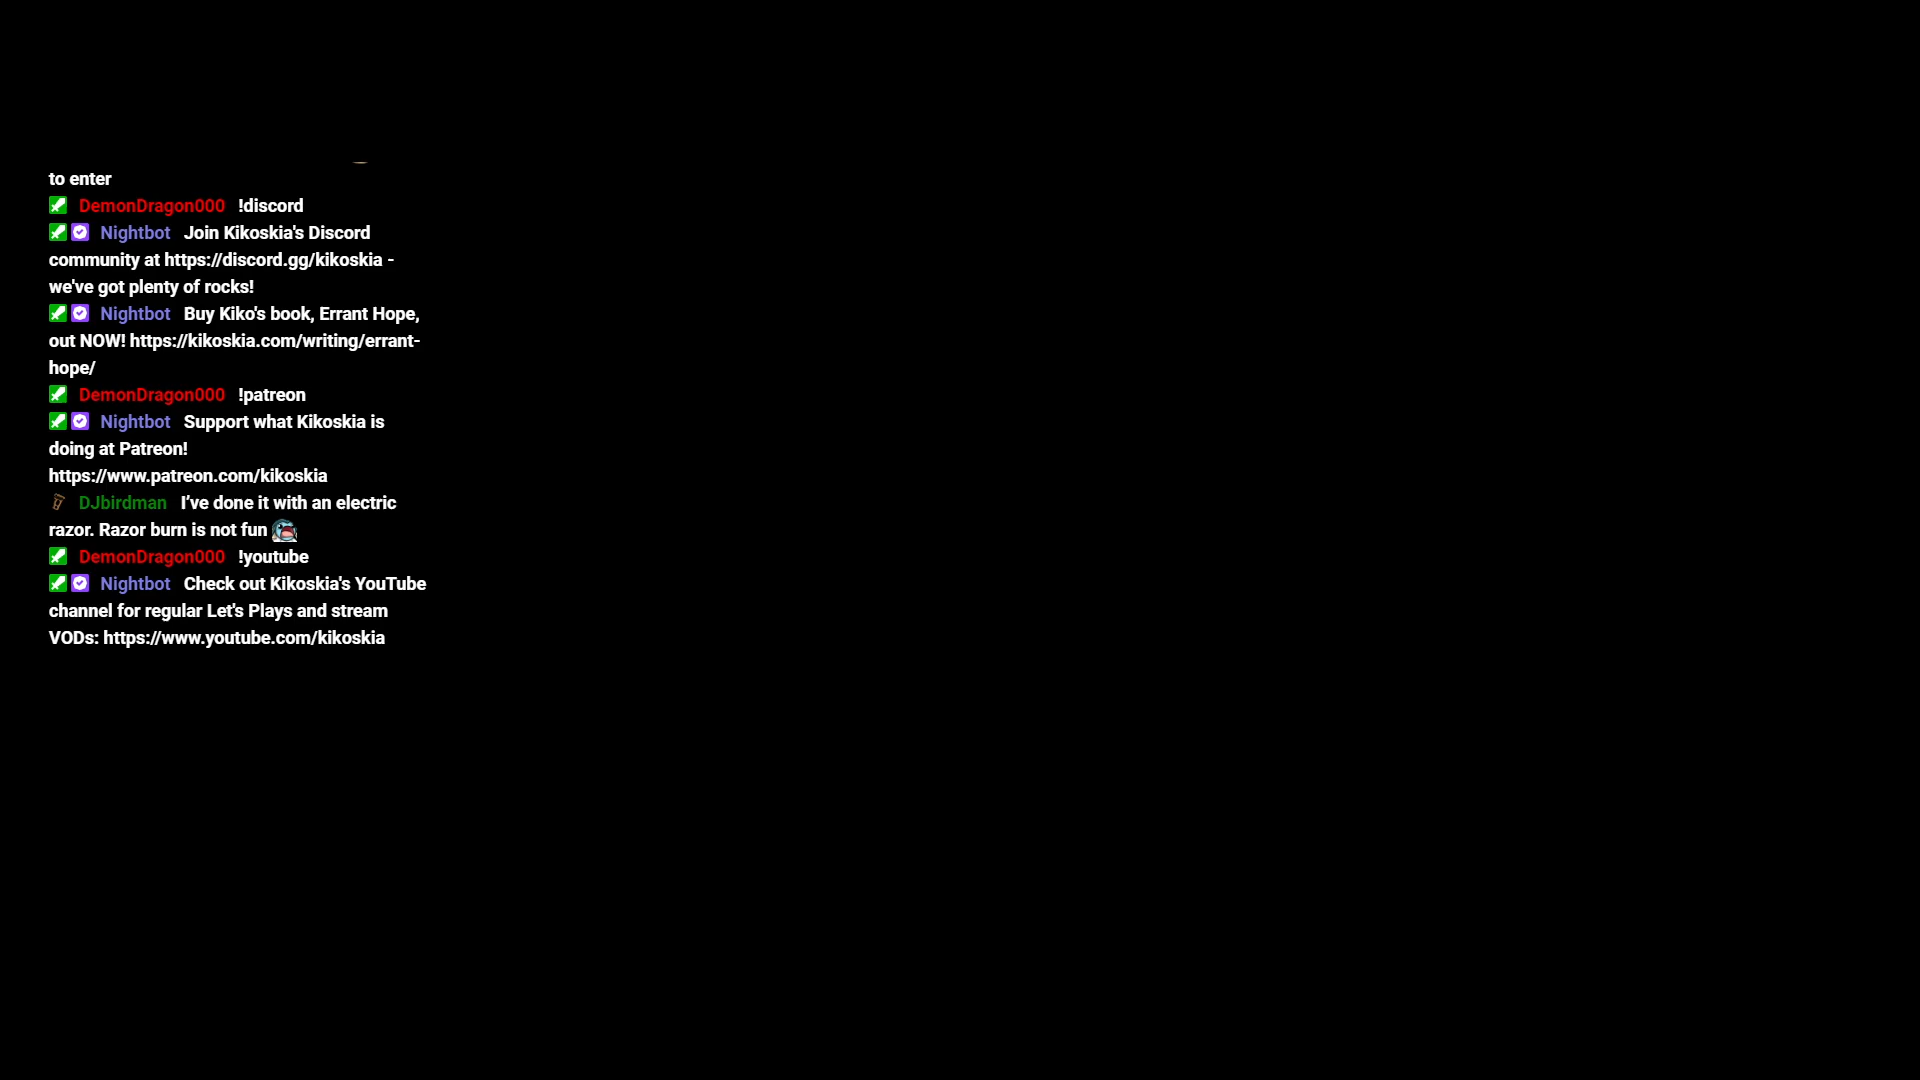 to enter
DemonDragon000 !discord
Nightbot Join Kikoskia's Discord
community at https://discord.gg/kikoskia -
we've got plenty of rocks!
Nightbot Buy Kiko's book, Errant Hope,
out NOW! https://kikoskia.com/writing/errant-
hope/
DemonDragon000 !patreon
Nightbot Support what Kikoskia is
doing at Patreon!
https://www.patreon.com/kikoskia
DJbirdman I’ve done it with an electric
razor. Razor burn is not fun
DemonDragon000 !youtube
Nightbot Check out Kikoskia's YouTube
channel for regular Let's Plays and stream
VODs: https://www.youtube.com/kikoskia